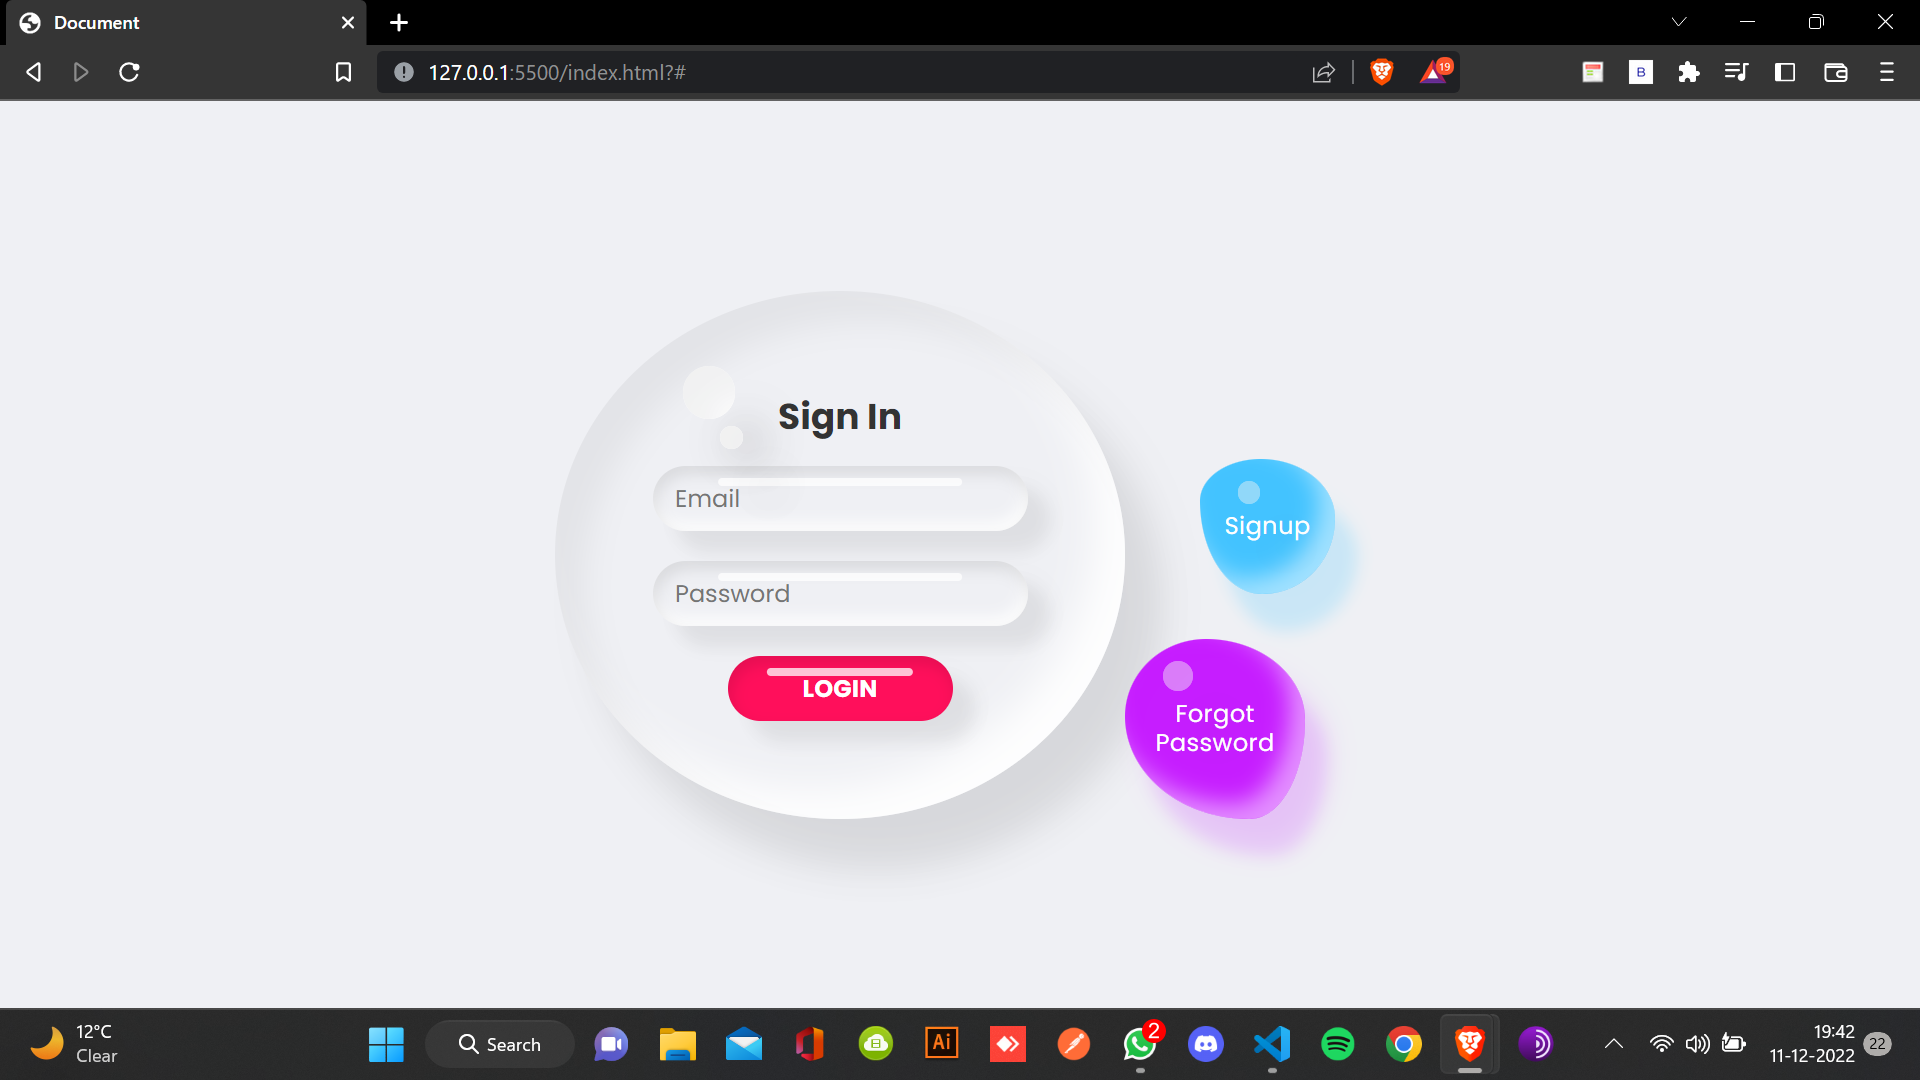 Document
127.0.0.1:5500/index.html?#
19
B
Sign In
Email
Password
LOGIN
Signup
Forgot
Password
12°C
Clear
Search
Ai
2
19:42
11-12-2022
22